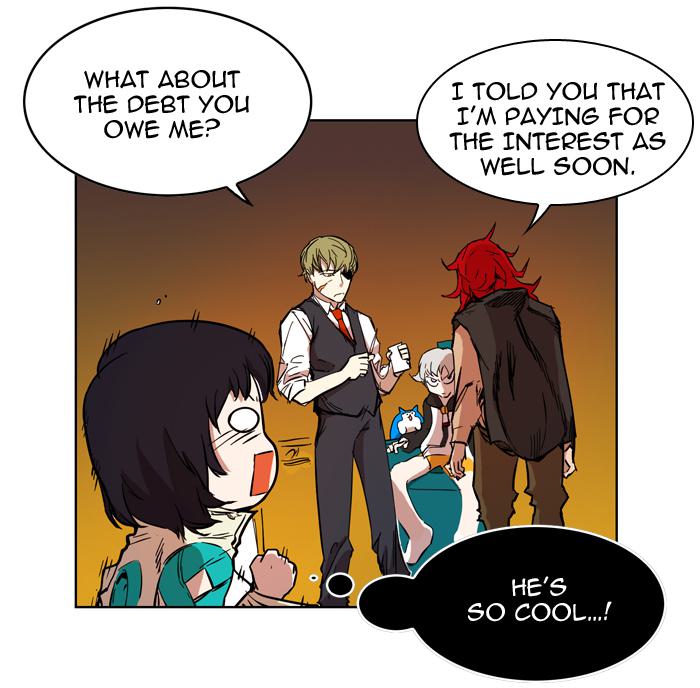 WHAT ABOUT
THE DEBT YOU
OWE ME?
I TOLD YOU THAT
I'M PAYING FOR
THE INTEREST AS
WELL SOON.
HE'S
SO COOL...!